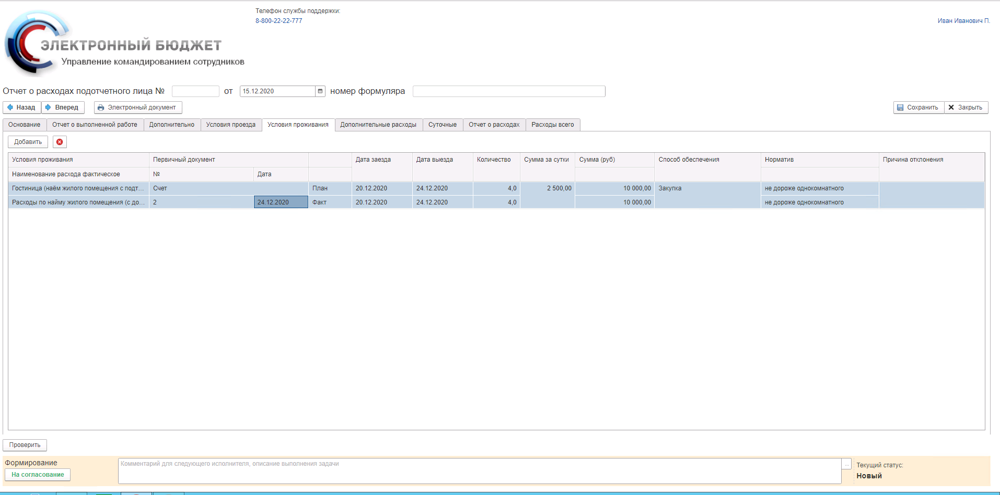 Телефон службы поддержки:
8-800-22-22-777
Иван Иванович П.
ЭЛЕКТРОННЫЙ БЮДЖЕТ
Управление командированием сотрудников
Отчет о расходах подотчетного лица № от 15.12.2020 номер формуляра
Назад Вперед Электронный документ Сохранить Закрыть
Основание Отчет о выполненной работе Дополнительно Условия проезда Условия проживания Дополнительные расходы Суточные Отчет о расходах Расходы всего
Добавить
Условия проживания Первичный документ Дата заезда Дата выезда Количество Сумма за сутки Сумма (руб) Способ обеспечения Норматив Причина отклонения
Наименование расхода фактическое № Дата
Гостиница (наём жилого помещения с подт... Счет План 20.12.2020 24.12.2020 4,0 2 500,00 10 000,00 Закупка не дороже однокомнатного
Расходы по найму жилого помещения (с до... 2 24.12.2020 Факт 20.12.2020 24.12.2020 4,0 10 000,00 не дороже однокомнатного
Проверить
Формирование
На согласование
Комментарий для следующего исполнителя, описание выполнения задачи
...
Текущий статус:
Новый